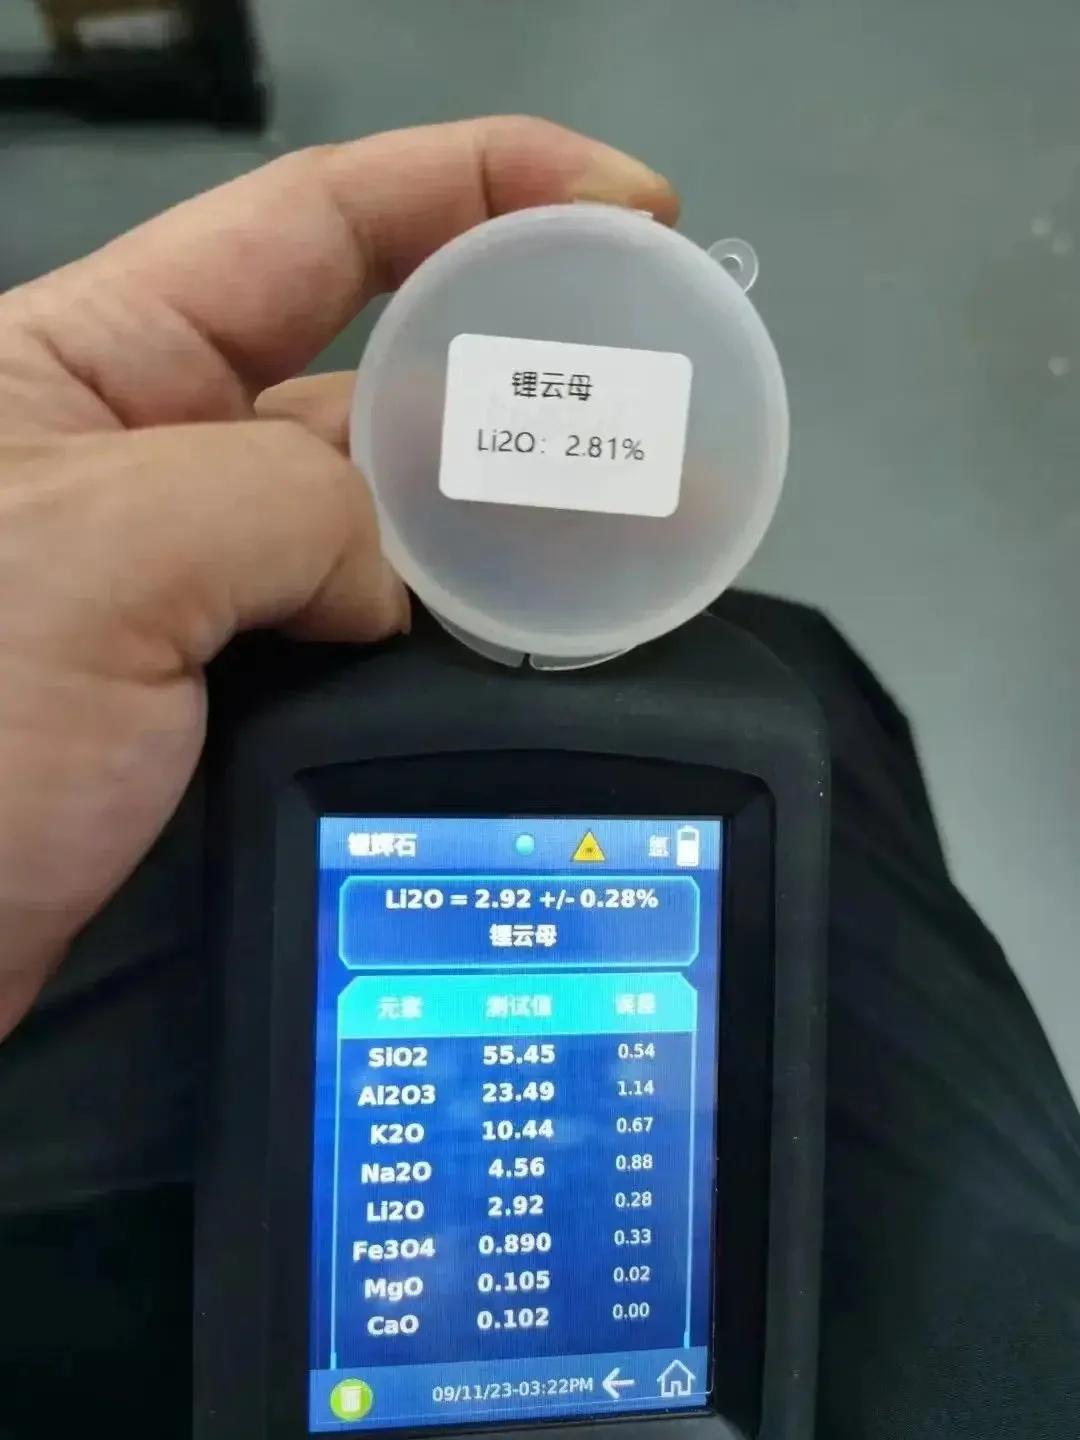 锂云母
Li2O: 2.81%
锂辉石
Li2O = 2.92 +/- 0.28%
锂云母
元素 测试值 误差
SiO2 55.45 0.54
Al2O3 23.49 1.14
K2O 10.44 0.67
Na2O 4.56 0.88
Li2O 2.92 0.28
Fe3O4 0.890 0.33
MgO 0.105 0.02
CaO 0.102 0.00
09/11/23-03:22PM